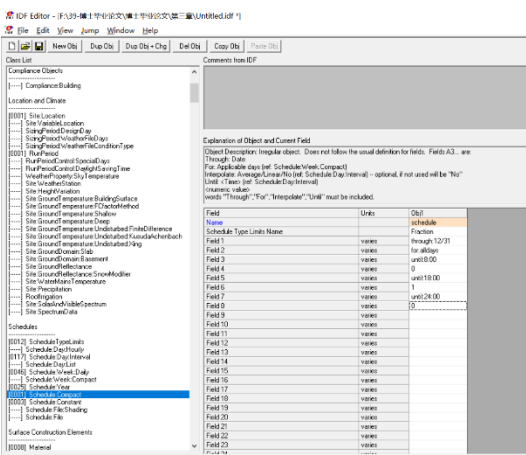 IDF Editor - [F:\39-博士毕业论文\博士毕业论文\第三章\Untitled.idf *]
File Edit View Jump Window Help
New Obj Dup Obj Dup Obj + Chg Del Obj Copy Obj Paste Obj
Class List
Comments from IDF
Compliance Objects
[----] Compliance:Building
Location and Climate
[0001] Site:Location
[----] Site:VariableLocation
[----] SizingPeriod:DesignDay
[----] SizingPeriod:WeatherFileDays
[----] SizingPeriod:WeatherFileConditionType
[0001] RunPeriod
[----] RunPeriodControl:SpecialDays
[----] RunPeriodControl:DaylightSavingTime
[----] WeatherProperty:SkyTemperature
[----] Site:WeatherStation
[----] Site:HeightVariation
[----] Site:GroundTemperature:BuildingSurface
[----] Site:GroundTemperature:FCfactorMethod
[----] Site:GroundTemperature:Shallow
[----] Site:GroundTemperature:Deep
[----] Site:GroundTemperature:Undisturbed:FiniteDifference
[----] Site:GroundTemperature:Undisturbed:KusudaAchenbach
[----] Site:GroundTemperature:Undisturbed:Xing
[----] Site:GroundDomain:Slab
[----] Site:GroundDomain:Basement
[----] Site:GroundReflectance
[----] Site:GroundReflectance:SnowModifier
[----] Site:WaterMainsTemperature
[----] Site:Precipitation
[----] RoofIrrigation
[----] Site:SolarAndVisibleSpectrum
[----] Site:SpectrumData
Schedules
[0012] ScheduleTypeLimits
[----] Schedule:Day:Hourly
[0117] Schedule:Day:Interval
[----] Schedule:Day:List
[0046] Schedule:Week:Daily
[----] Schedule:Week:Compact
[0025] Schedule:Year
[0001] Schedule:Compact
[0003] Schedule:Constant
[----] Schedule:File:Shading
[----] Schedule:File
Surface Construction Elements
[0008] Material
Explanation of Object and Current Field
Object Description: Irregular object. Does not follow the usual definition for fields. Fields A3... are:
Through: Date
For: Applicable days (ref: Schedule:Week:Compact)
Interpolate: Average/Linear/No (ref: Schedule:Day:Interval) -- optional, if not used will be "No"
Until: <Time> (ref: Schedule:Day:Interval)
<numeric value>
words "Through","For","Interpolate","Until" must be included.
Field Units Obj1
Name schedule
Schedule Type Limits Name Fraction
Field 1 varies through:12/31
Field 2 varies for:alldays
Field 3 varies until:8:00
Field 4 varies 0
Field 5 varies until:18:00
Field 6 varies 1
Field 7 varies until:24:00
Field 8 varies 0
Field 9 varies
Field 10 varies
Field 11 varies
Field 12 varies
Field 13 varies
Field 14 varies
Field 15 varies
Field 16 varies
Field 17 varies
Field 18 varies
Field 19 varies
Field 20 varies
Field 21 varies
Field 22 varies
Field 23 varies